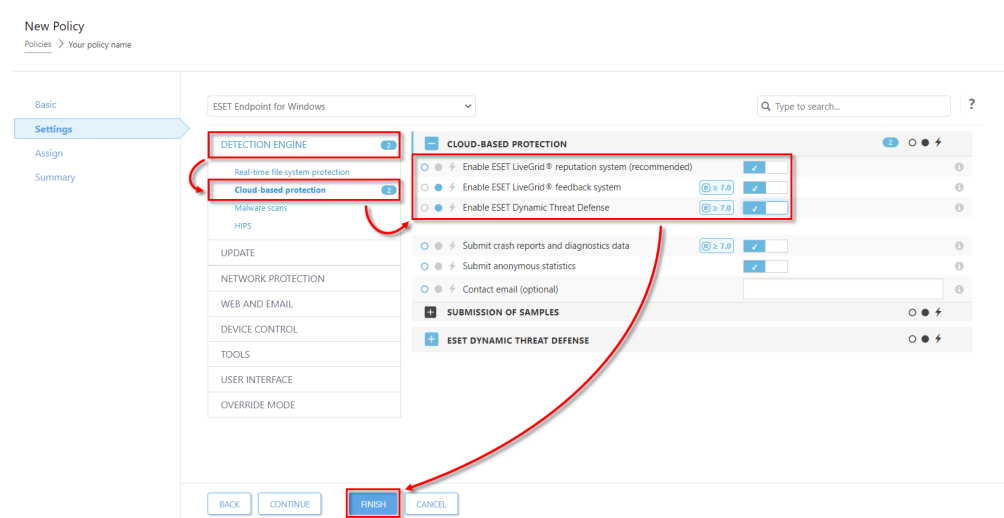 New Policy
Policies > Your policy name
Basic
Settings
Assign
Summary
ESET Endpoint for Windows
Type to search...
?
DETECTION ENGINE 2
Real-time file system protection
Cloud-based protection 2
Malware scans
HIPS
UPDATE
NETWORK PROTECTION
WEB AND EMAIL
DEVICE CONTROL
TOOLS
USER INTERFACE
OVERRIDE MODE
CLOUD-BASED PROTECTION 2
Enable ESET LiveGrid® reputation system (recommended)
Enable ESET LiveGrid® feedback system ≥ 7.0
Enable ESET Dynamic Threat Defense ≥ 7.0
Submit crash reports and diagnostics data ≥ 7.0
Submit anonymous statistics
Contact email (optional)
SUBMISSION OF SAMPLES
ESET DYNAMIC THREAT DEFENSE
BACK CONTINUE FINISH CANCEL